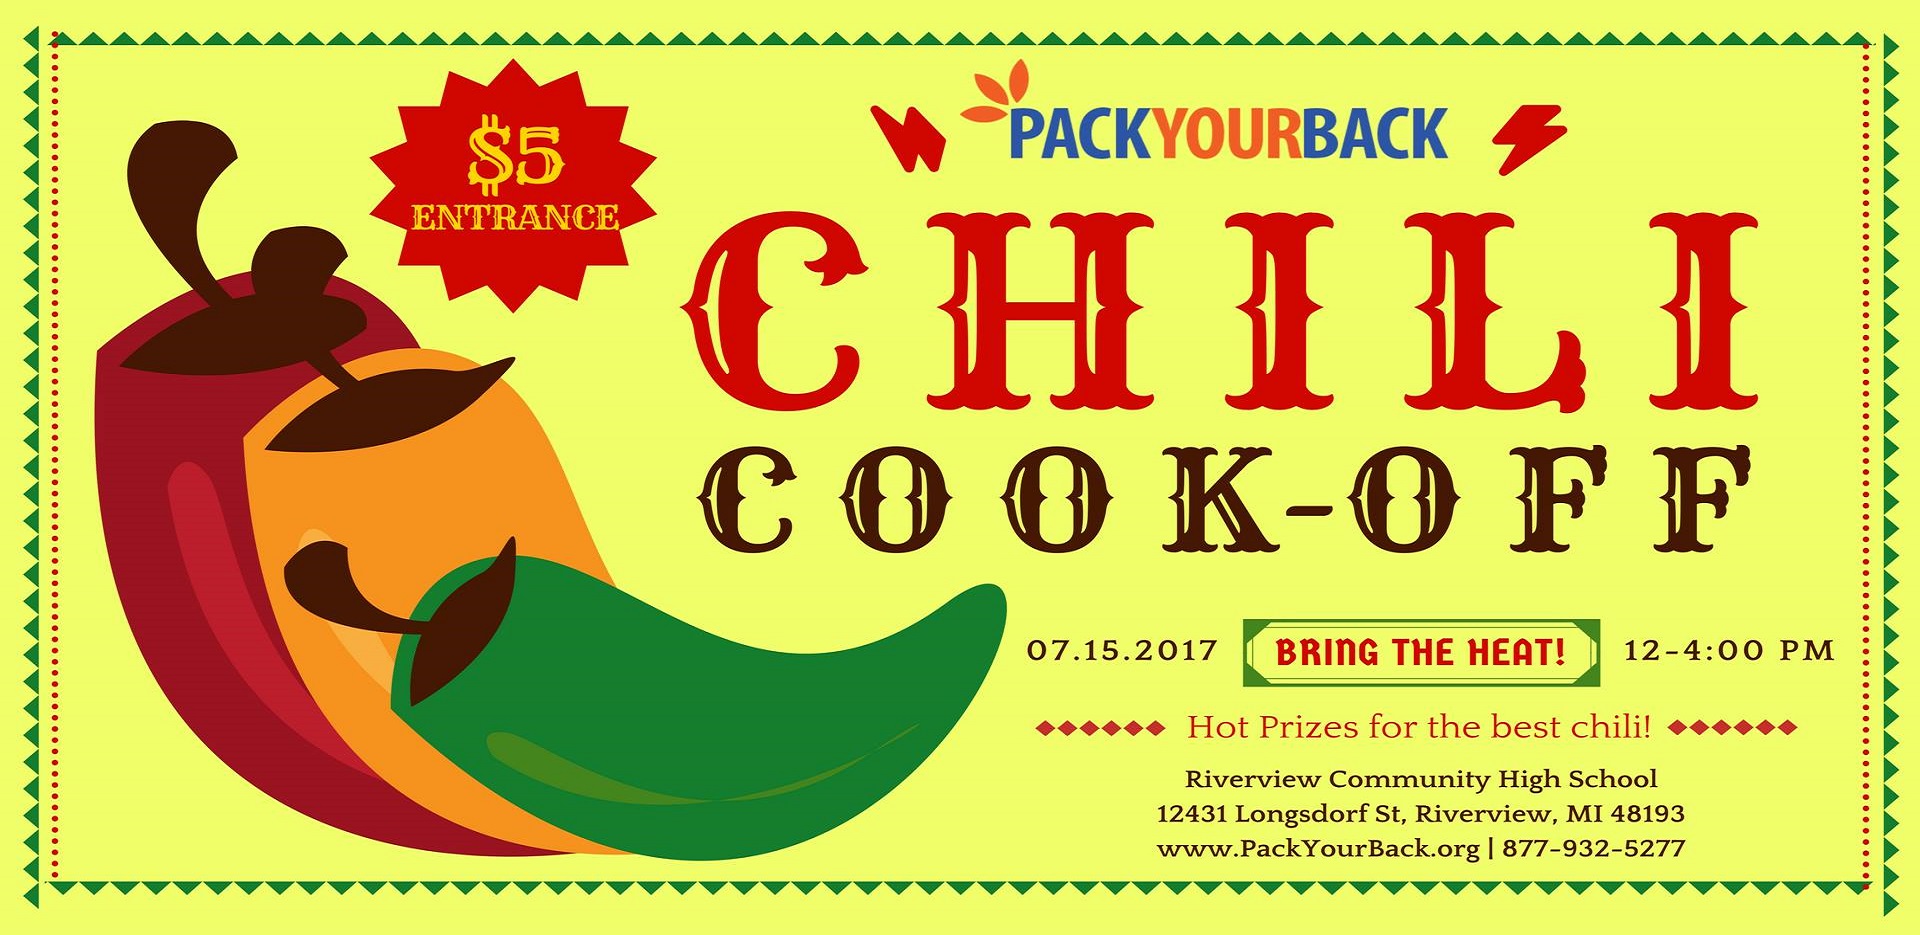 $5
ENTRANCE
PACKYOURBACK
CHILI
COOK-OFF
07.15.2017 BRING THE HEAT! 12-4:00 PM
Hot Prizes for the best chili!
Riverview Community High School
12431 Longsdorf St, Riverview, MI 48193
www.PackYourBack.org | 877-932-5277